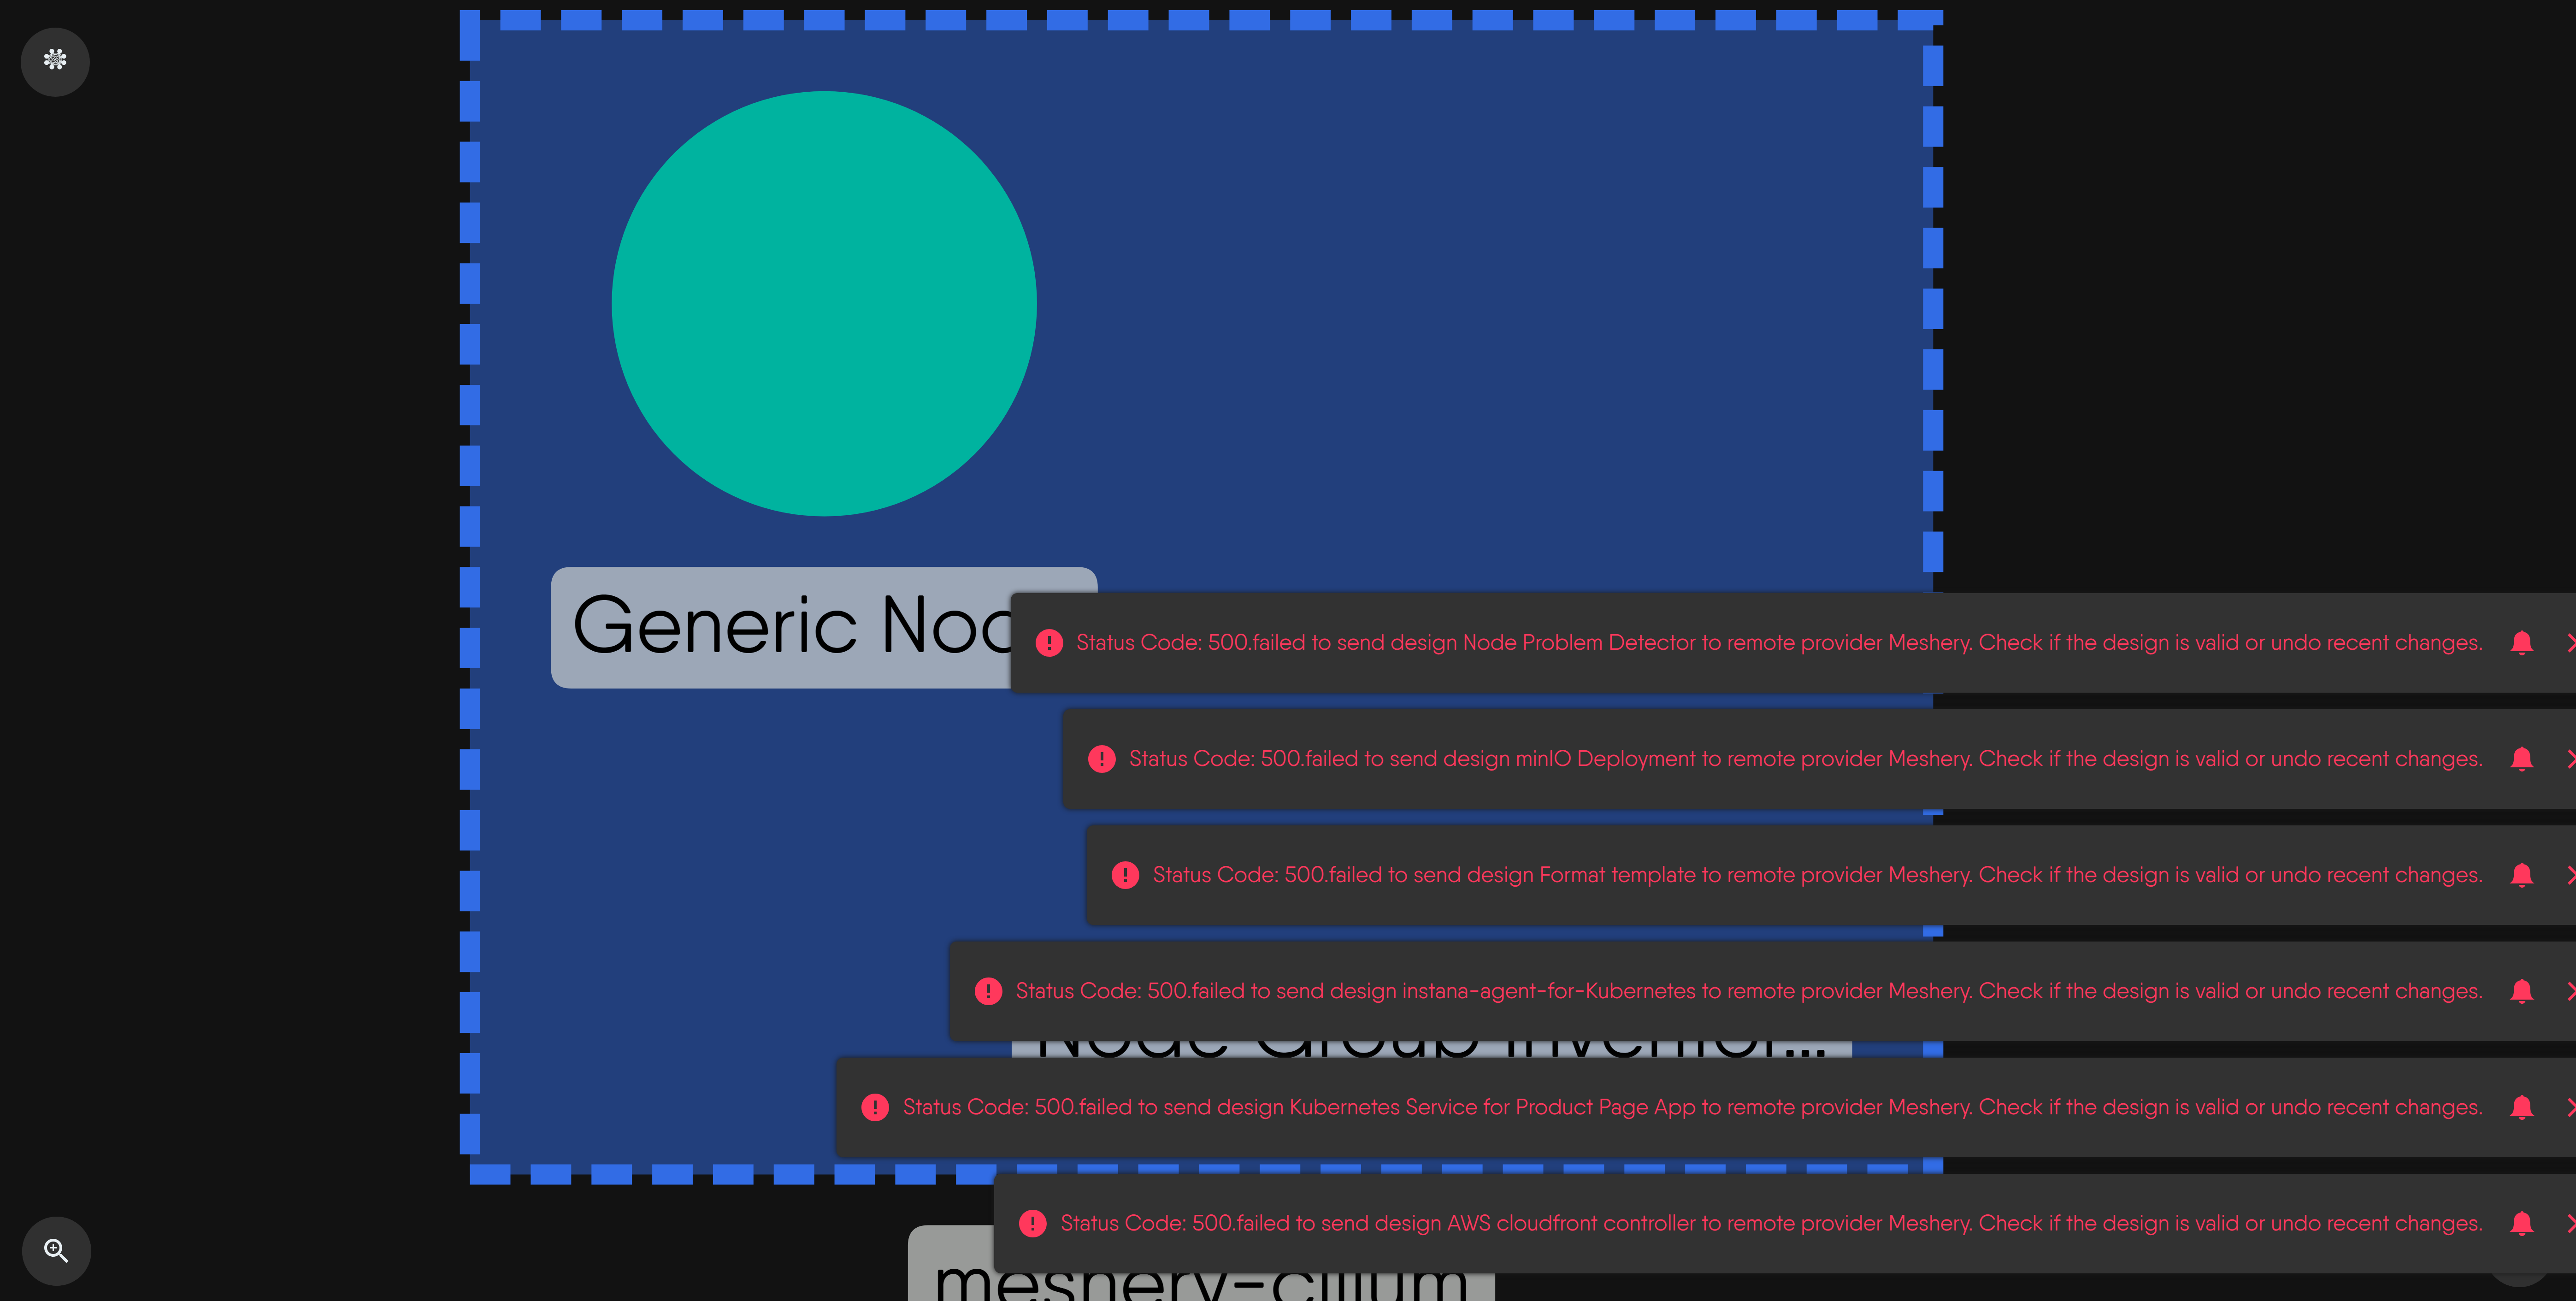 Generic
Status Code: 500.failed to send design Node Problem Detector to remote provider Meshery. Check if the design is valid or undo recent changes.
Status Code: 500.failed to send design minIO Deployment to remote provider Meshery. Check if the design is valid or undo recent changes.
Status Code: 500.failed to send design Format template to remote provider Meshery. Check if the design is valid or undo recent changes.
Status Code: 500.failed to send design instana-agent-for-Kubernetes to remote provider Meshery. Check if the design is valid or undo recent changes.
Node Group Inventor...
Status Code: 500.failed to send design Kubernetes Service for Product Page App to remote provider Meshery. Check if the design is valid or undo recent changes.
Status Code: 500.failed to send design AWS cloudfront controller to remote provider Meshery. Check if the design is valid or undo recent changes.
meshery-cilium